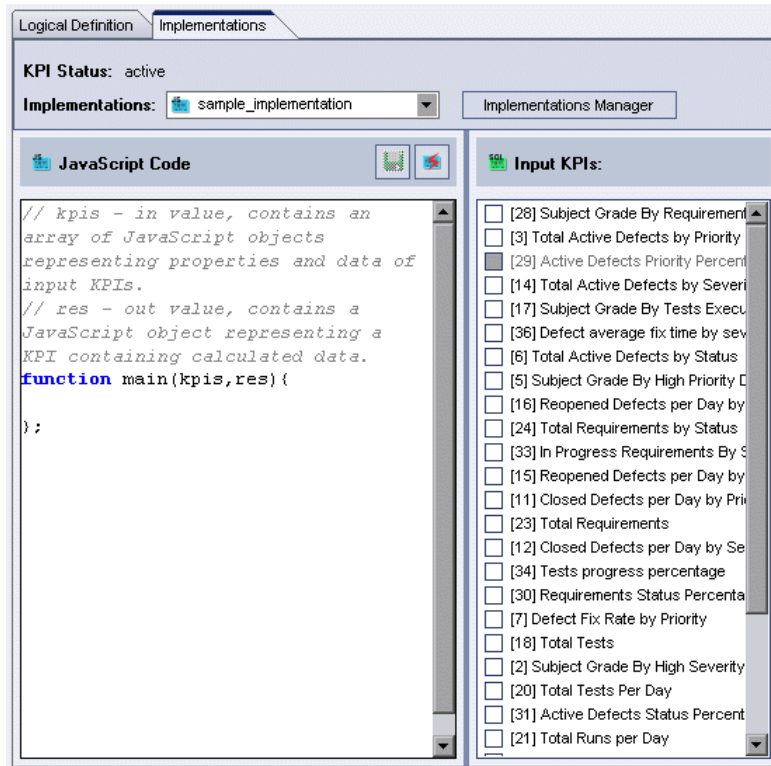 Logical Definition Implementations
KPI Status: active
Implementations: sample_implementation Implementations Manager
JavaScript Code
// kpis - in value, contains an
array of JavaScript objects
representing properties and data of
input KPIs.
// res - out value, contains a
JavaScript object representing a
KPI containing calculated data.
function main(kpis,res){
};
SQL Input KPIs:
[28] Subject Grade By Requirement
[3] Total Active Defects by Priority
[29] Active Defects Priority Percent
[14] Total Active Defects by Severi
[17] Subject Grade By Tests Execu
[36] Defect average fix time by sev
[6] Total Active Defects by Status
[5] Subject Grade By High Priority D
[16] Reopened Defects per Day by
[24] Total Requirements by Status
[33] In Progress Requirements By S
[15] Reopened Defects per Day by
[11] Closed Defects per Day by Pri
[23] Total Requirements
[12] Closed Defects per Day by Se
[34] Tests progress percentage
[30] Requirements Status Percenta
[7] Defect Fix Rate by Priority
[18] Total Tests
[2] Subject Grade By High Severity
[20] Total Tests Per Day
[31] Active Defects Status Percent
[21] Total Runs per Day